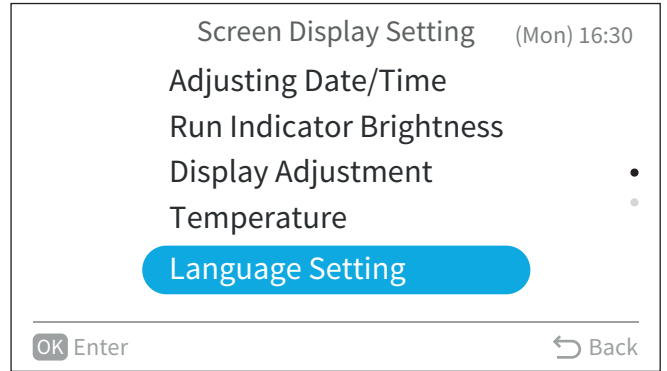 Screen Display Setting (Mon) 16:30
Adjusting Date/Time
Run Indicator Brightness
Display Adjustment
Temperature
Language Setting
OK Enter Back